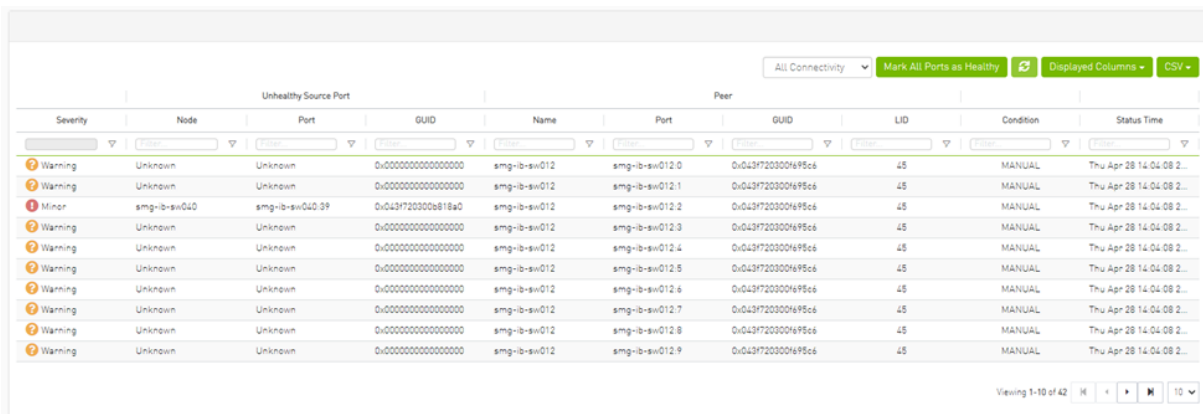 All Connectivity Mark All Ports as Healthy Displayed Columns CSV
Unhealthy Source Port Peer
Severity Node Port GUID Name Port GUID LID Condition Status Time
Filter... Filter... Filter... Filter... Filter... Filter... Filter... Filter... Filter...
Warning Unknown Unknown 0x0000000000000000 smg-ib-sw012 smg-ib-sw012:0 0x043f720300f695c6 45 MANUAL Thu Apr 28 14:04:08 2...
Warning Unknown Unknown 0x0000000000000000 smg-ib-sw012 smg-ib-sw012:1 0x043f720300f695c6 45 MANUAL Thu Apr 28 14:04:08 2...
Minor smg-ib-sw040 smg-ib-sw040:39 0x043f720300b818a0 smg-ib-sw012 smg-ib-sw012:2 0x043f720300f695c6 45 MANUAL Thu Apr 28 14:04:08 2...
Warning Unknown Unknown 0x0000000000000000 smg-ib-sw012 smg-ib-sw012:3 0x043f720300f695c6 45 MANUAL Thu Apr 28 14:04:08 2...
Warning Unknown Unknown 0x0000000000000000 smg-ib-sw012 smg-ib-sw012:4 0x043f720300f695c6 45 MANUAL Thu Apr 28 14:04:08 2...
Warning Unknown Unknown 0x0000000000000000 smg-ib-sw012 smg-ib-sw012:5 0x043f720300f695c6 45 MANUAL Thu Apr 28 14:04:08 2...
Warning Unknown Unknown 0x0000000000000000 smg-ib-sw012 smg-ib-sw012:6 0x043f720300f695c6 45 MANUAL Thu Apr 28 14:04:08 2...
Warning Unknown Unknown 0x0000000000000000 smg-ib-sw012 smg-ib-sw012:7 0x043f720300f695c6 45 MANUAL Thu Apr 28 14:04:08 2...
Warning Unknown Unknown 0x0000000000000000 smg-ib-sw012 smg-ib-sw012:8 0x043f720300f695c6 45 MANUAL Thu Apr 28 14:04:08 2...
Warning Unknown Unknown 0x0000000000000000 smg-ib-sw012 smg-ib-sw012:9 0x043f720300f695c6 45 MANUAL Thu Apr 28 14:04:08 2...
Viewing 1-10 of 42 10